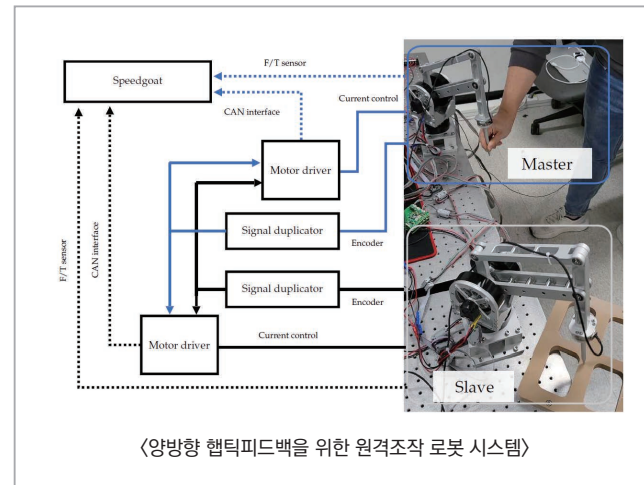 Speedgoat
F/T sensor
CAN interface
Current control
Motor driver
Master
Signal duplicator
Encoder
F/T sensor
CAN interface
Signal duplicator
Encoder
Motor driver
Current control
Slave
〈양방향 햅틱피드백을 위한 원격조작 로봇 시스템〉